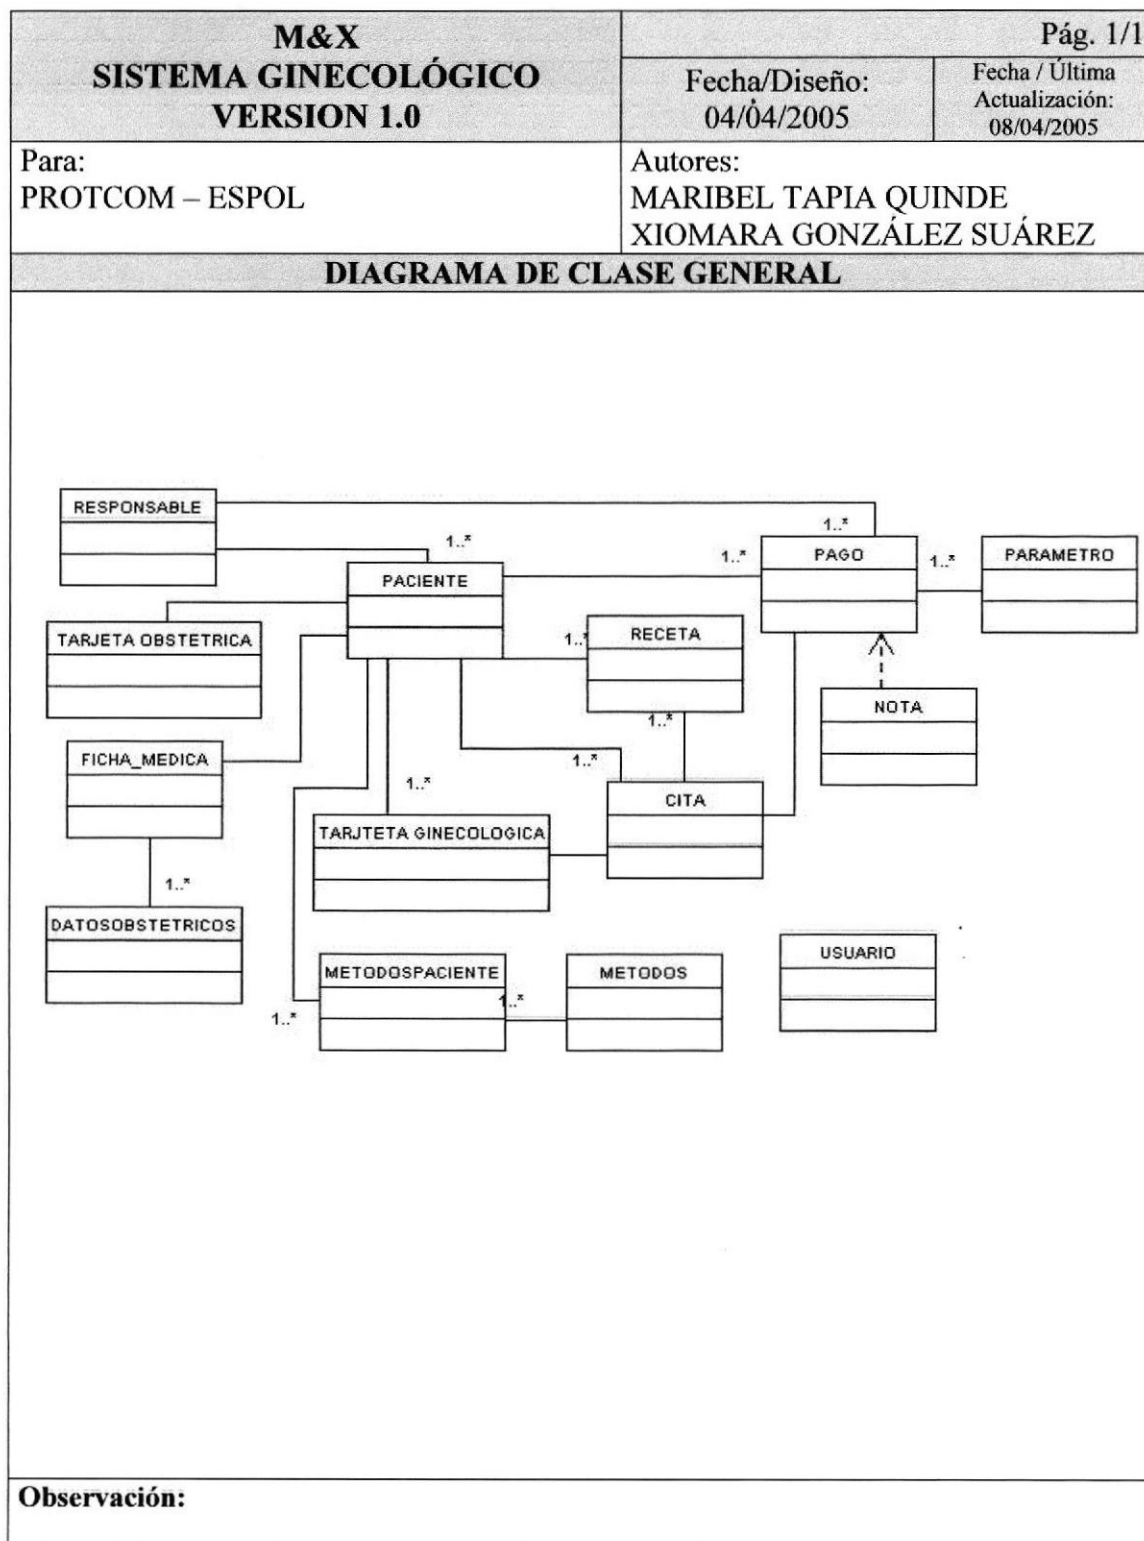 M&X
SISTEMA GINECOLÓGICO
VERSION 1.0
Pág. 1/1
Fecha/Diseño:
04/04/2005
Fecha / Última
Actualización:
08/04/2005
Para:
PROTCOM – ESPOL
Autores:
MARIBEL TAPIA QUINDE
XIOMARA GONZÁLEZ SUÁREZ
DIAGRAMA DE CLASE GENERAL
RESPONSABLE
1..*
1..*
1..*
PAGO
1..*
PARAMETRO
PACIENTE
TARJETA OBSTETRICA
1..*
RECETA
NOTA
1..*
FICHA_MEDICA
1..*
1..*
CITA
TARJTETA GINECOLOGICA
1..*
DATOSOBSTETRICOS
USUARIO
METODOSPACIENTE
METODOS
1..*
1..*
Observación: